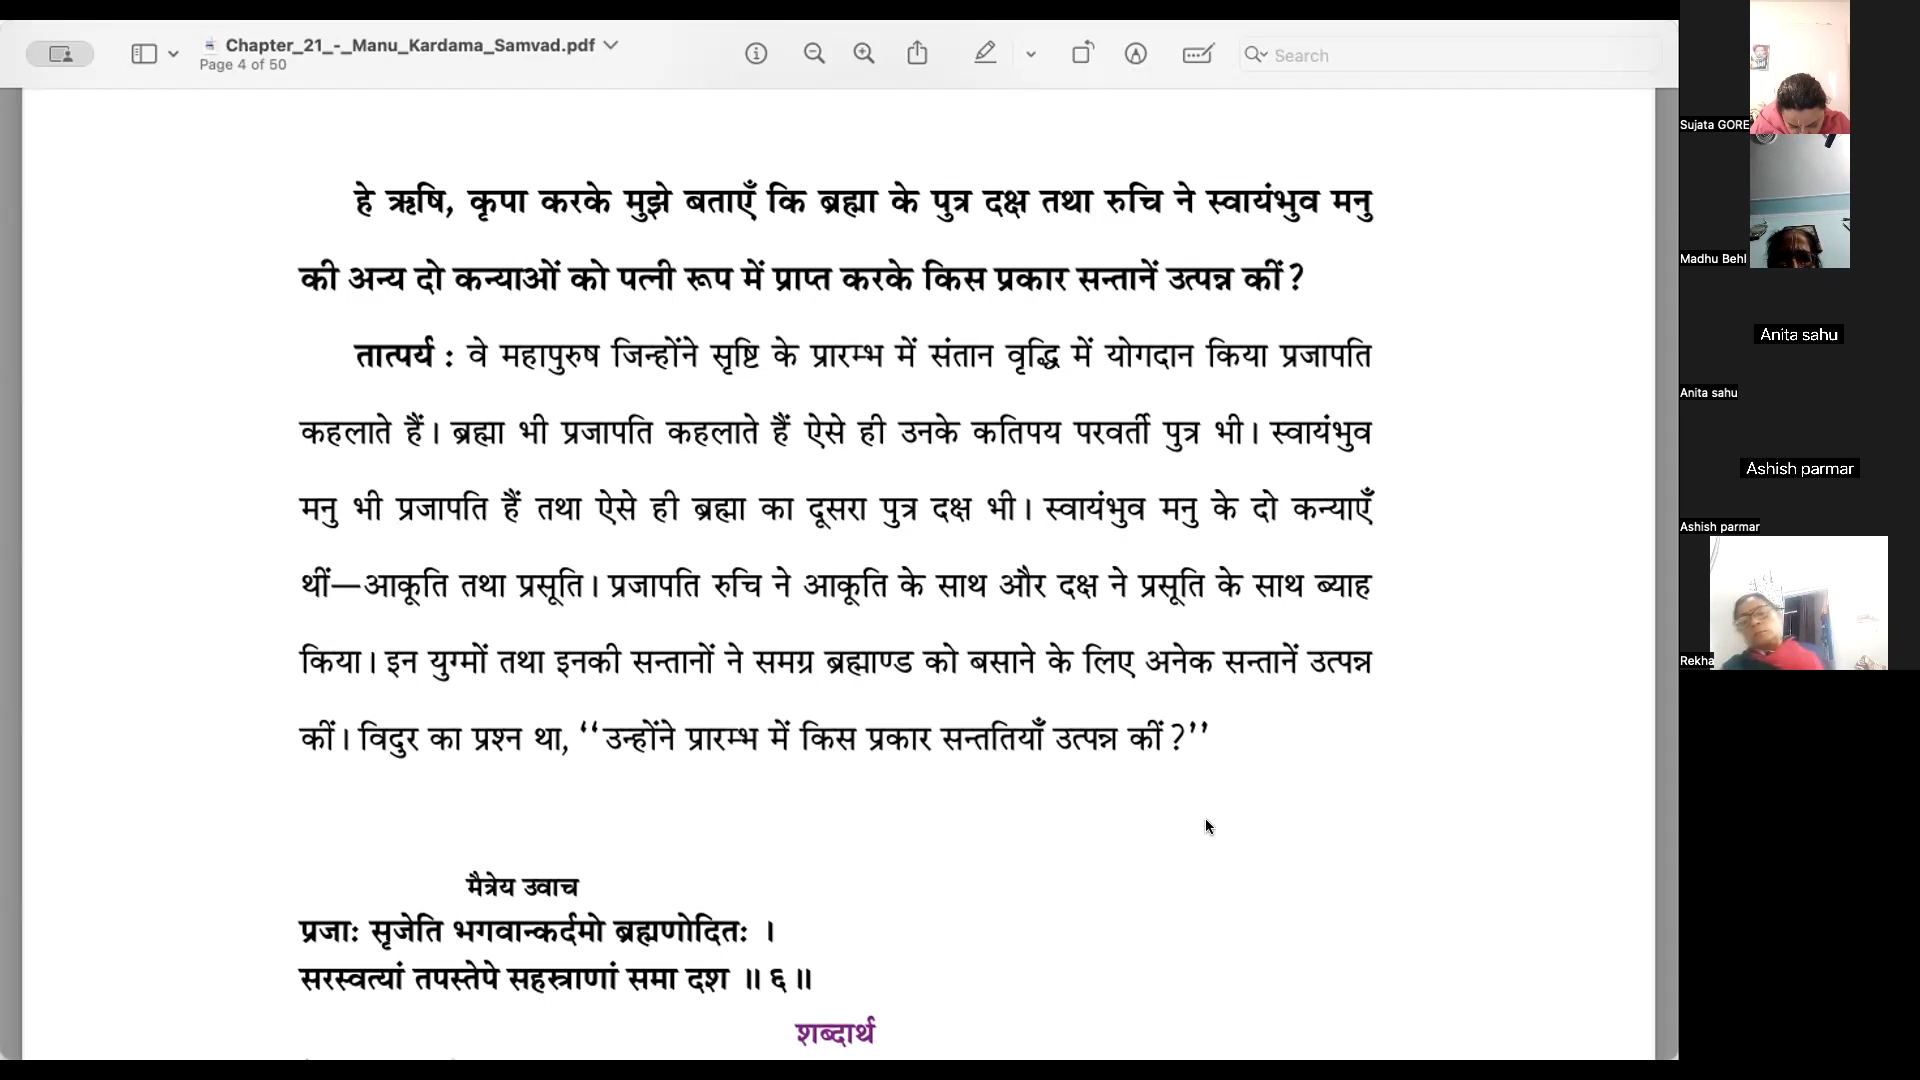 Chapter_21_-_Manu_Kardama_Samvad.pdf
Page 4 of 50
Search
हे ऋषि, कृपा करके मुझे बताएँ कि ब्रह्मा के पुत्र दक्ष तथा रुचि ने स्वायंभुव मनु
की अन्य दो कन्याओं को पत्नी रूप में प्राप्त करके किस प्रकार सन्तानें उत्पन्न कीं?
तात्पर्य : वे महापुरुष जिन्होंने सृष्टि के प्रारम्भ में संतान वृद्धि में योगदान किया प्रजापति
कहलाते हैं। ब्रह्मा भी प्रजापति कहलाते हैं ऐसे ही उनके कतिपय परवर्ती पुत्र भी। स्वायंभुव
मनु भी प्रजापति हैं तथा ऐसे ही ब्रह्मा का दूसरा पुत्र दक्ष भी। स्वायंभुव मनु के दो कन्याएँ
थीं—आकूति तथा प्रसूति। प्रजापति रुचि ने आकूति के साथ और दक्ष ने प्रसूति के साथ ब्याह
किया। इन युग्मों तथा इनकी सन्तानों ने समग्र ब्रह्माण्ड को बसाने के लिए अनेक सन्तानें उत्पन्न
कीं। विदुर का प्रश्न था, ‘‘उन्होंने प्रारम्भ में किस प्रकार सन्ततियाँ उत्पन्न कीं?’’
मैत्रेय उवाच
प्रजाः सृजेति भगवान्कर्दमो ब्रह्मणोदितः ।
सरस्वत्यां तपस्तेपे सहस्राणां समा दश ॥ ६॥
शब्दार्थ
Sujata GORE
Madhu Behl
Anita sahu
Anita sahu
Ashish parmar
Ashish parmar
Rekha